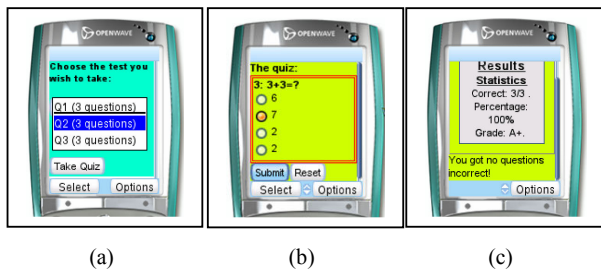 OPENWAVE
Choose the test you
wish to take:
Q1 (3 questions)
Q2 (3 questions)
Q3 (3 questions)
Take Quiz
Select Options
(a)
OPENWAVE
The quiz:
3: 3+3=?
6
7
2
2
Submit Reset
Select Options
(b)
OPENWAVE
Results
Statistics
Correct: 3/3 .
Percentage:
100%
Grade: A+.
You got no questions
incorrect!
Options
(c)